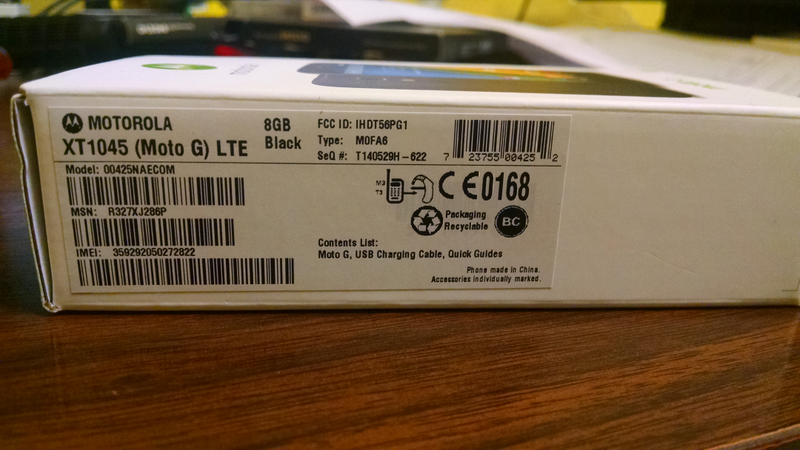 MOTOROLA
XT1045 (Moto G) LTE
8GB
Black
FCC ID: IHDT56PG1
Type: M0FA6
SeQ #: T140529H-622
7 23755 00425 2
Model: 00425NAECOM
MSN: R327XJ286P
IMEI: 359292050272822
M3
T3
CE0168
Packaging
Recyclable
BC
Contents List:
Moto G, USB Charging Cable, Quick Guides
Phone made in China.
Accessories individually marked.